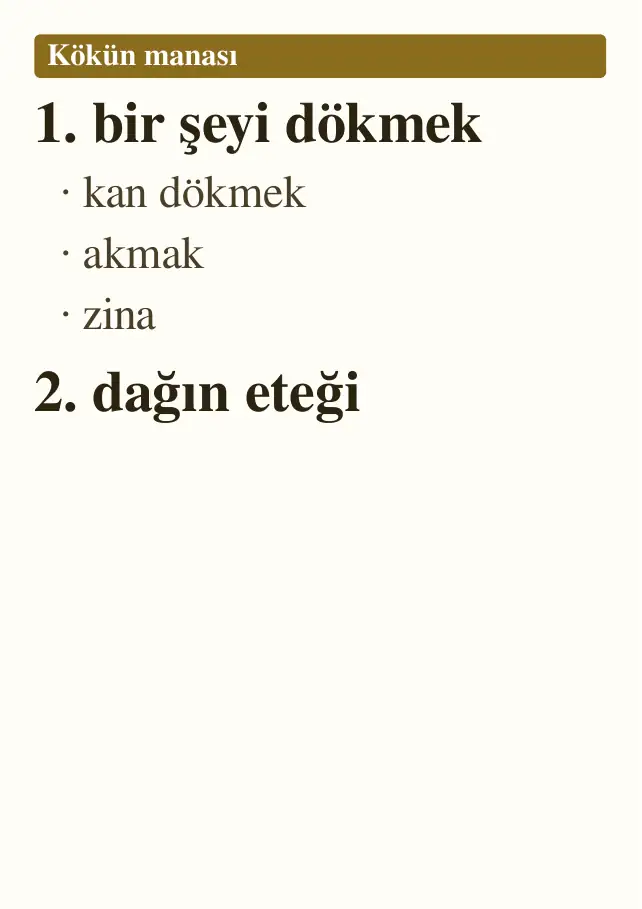 Kökün manası
1. bir şeyi dökmek
· kan dökmek
· akmak
· zina
2. dağın eteği